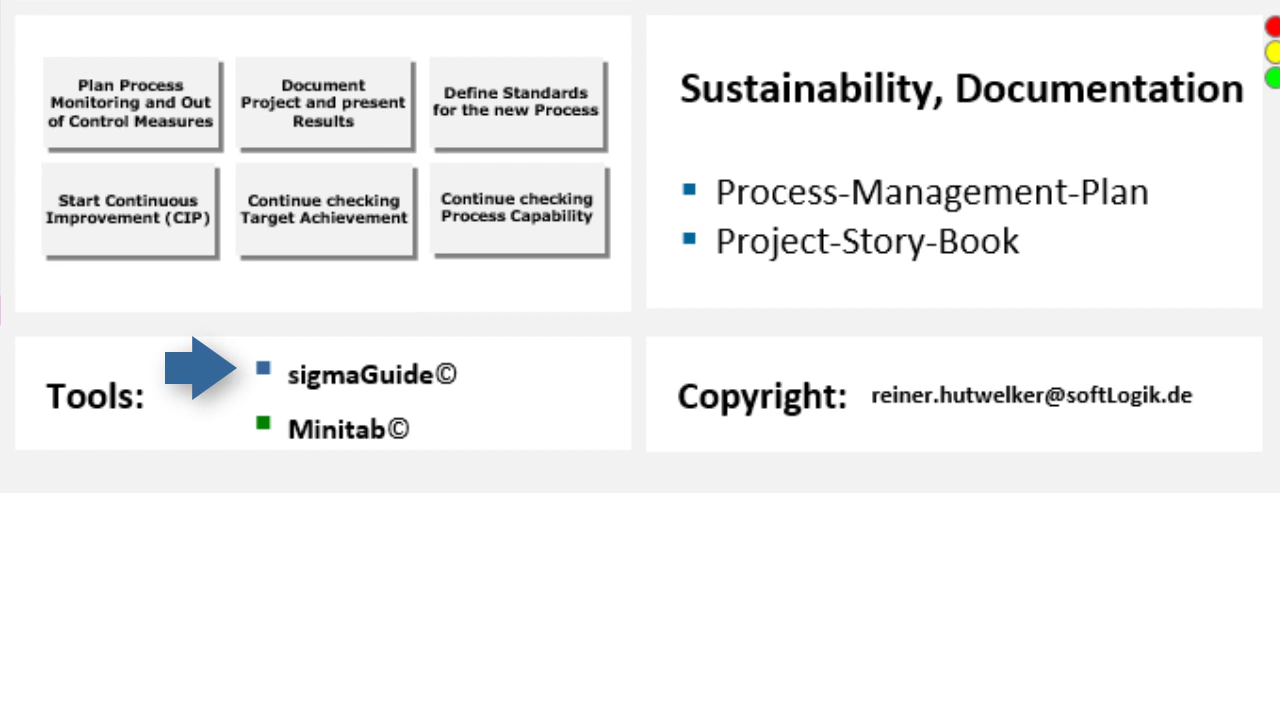 Plan Process
Monitoring and Out
of Control Measures
Document
Project and present
Results
Define Standards
for the new Process
Start Continuous
Improvement (CIP)
Continue checking
Target Achievement
Continue checking
Process Capability
Sustainability, Documentation
Process-Management-Plan
Project-Story-Book
Tools:
sigmaGuide©
Minitab©
Copyright: reiner.hutwelker@softLogik.de